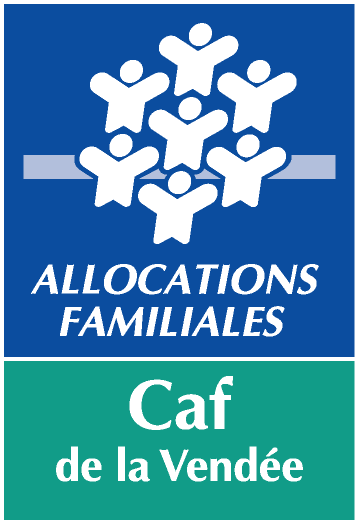 ALLOCATIONS
FAMILIALES
Caf
de la Vendée